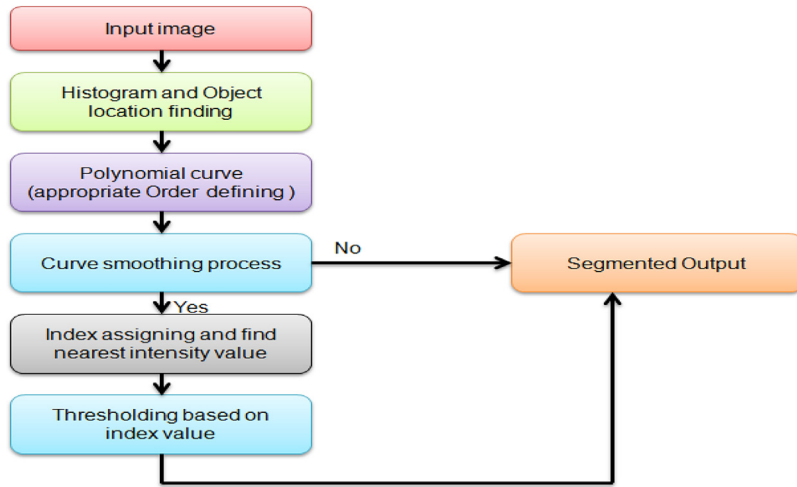 Input image
Histogram and Object
location finding
Polynomial curve
(appropriate Order defining )
Curve smoothing process
No
Segmented Output
Yes
Index assigning and find
nearest intensity value
Thresholding based on
index value